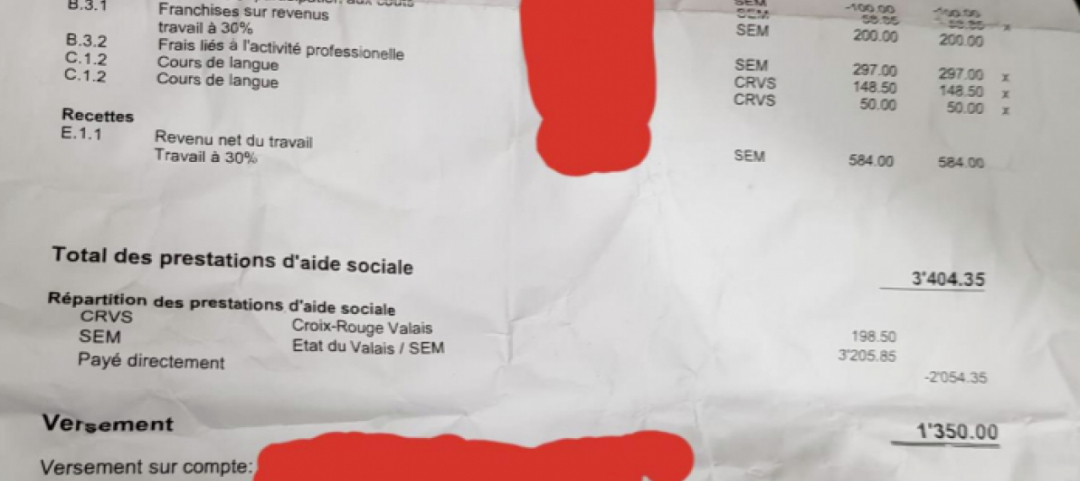 B.3.1 Franchises sur revenus SEM -100.00
travail à 30% SEM 200.00 200.00
B.3.2 Frais liés à l'activité professionelle
C.1.2 Cours de langue SEM 297.00 297.00 x
C.1.2 Cours de langue CRVS 148.50 148.50 x
CRVS 50.00 50.00 x
Recettes
E.1.1 Revenu net du travail
Travail à 30% SEM 584.00 584.00
Total des prestations d'aide sociale
3'404.35
Répartition des prestations d'aide sociale
CRVS Croix-Rouge Valais 198.50
SEM Etat du Valais / SEM 3'205.85
Payé directement -2'054.35
Versement 1'350.00
Versement sur compte: